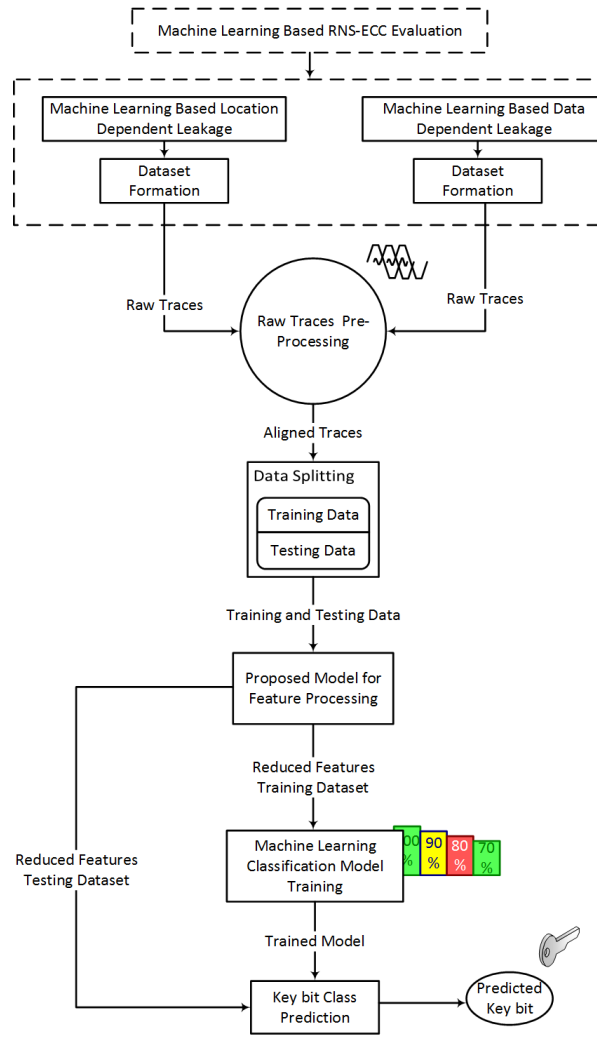 Machine Learning Based RNS-ECC Evaluation
Machine Learning Based Location
Dependent Leakage
Machine Learning Based Data
Dependent Leakage
Dataset
Formation
Dataset
Formation
Raw Traces
Raw Traces
Raw Traces Pre-
Processing
Aligned Traces
Data Splitting
Training Data
Testing Data
Training and Testing Data
Proposed Model for
Feature Processing
Reduced Features
Training Dataset
Reduced Features
Testing Dataset
Machine Learning
Classification Model
Training
00
%
90
%
80
%
70
%
Trained Model
Key bit Class
Prediction
Predicted
Key bit